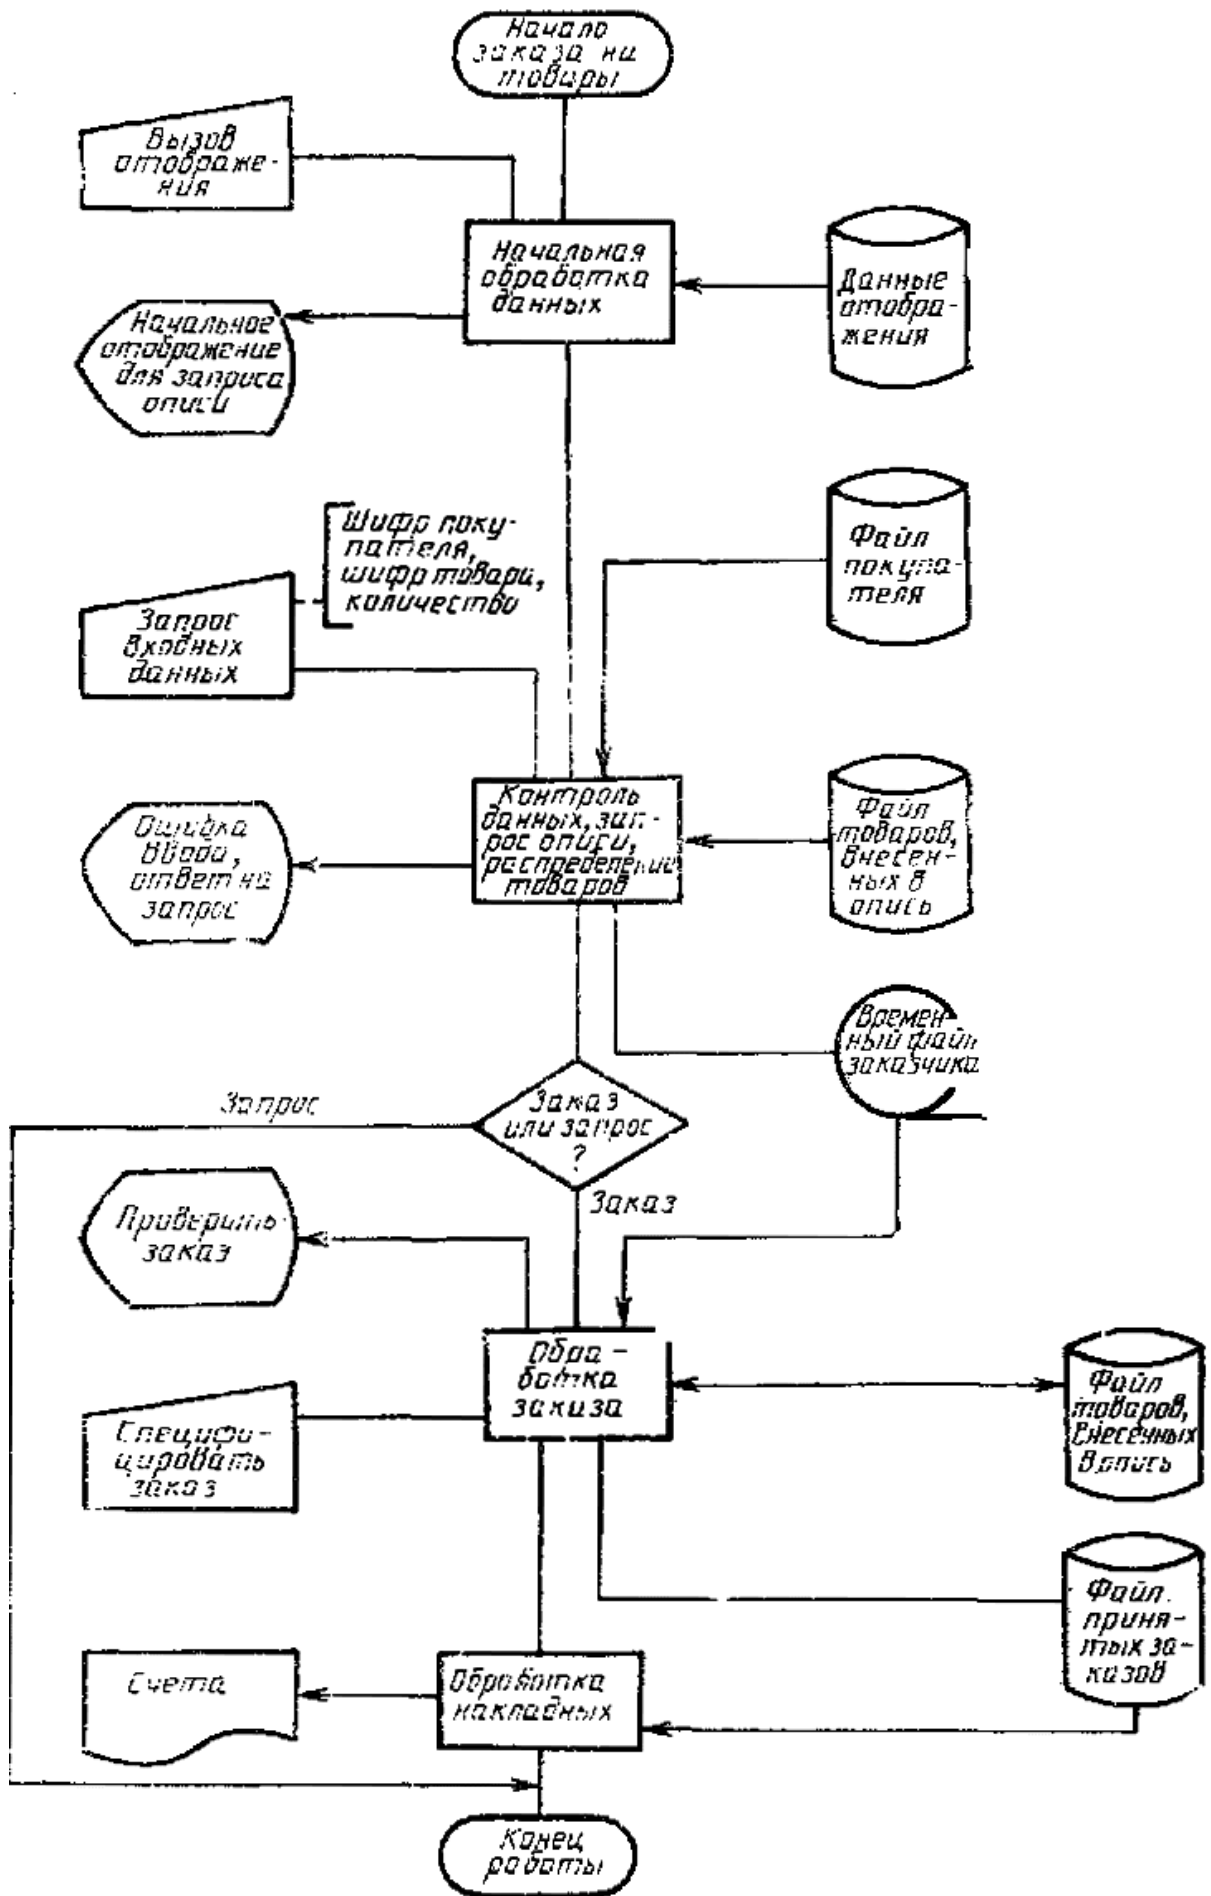 Начало
заказа на
товары
Вызов
отображе-
ния
Начальная
обработка
данных
Данные
отобра-
жения
Начальное
отображение
для запроса
описи
Файл
покупа-
теля
Шифр поку-
пателя,
шифр товара,
количество
Запрос
входных
данных
Контроль
данных, зап-
рос описи,
распределение
товаров
Файл
товаров,
внесен-
ных в
опись
Ошибка
ввода,
ответ на
запрос
Времен-
ный файл
заказчика
Запрос
Заказ
или запрос
?
Заказ
Проверить
заказ
Обра-
ботка
заказа
Файл
товаров,
внесенных
в опись
Специфи-
цировать
заказ
Файл
приня-
тых за-
казов
Счета
Обработка
накладных
Конец
работы